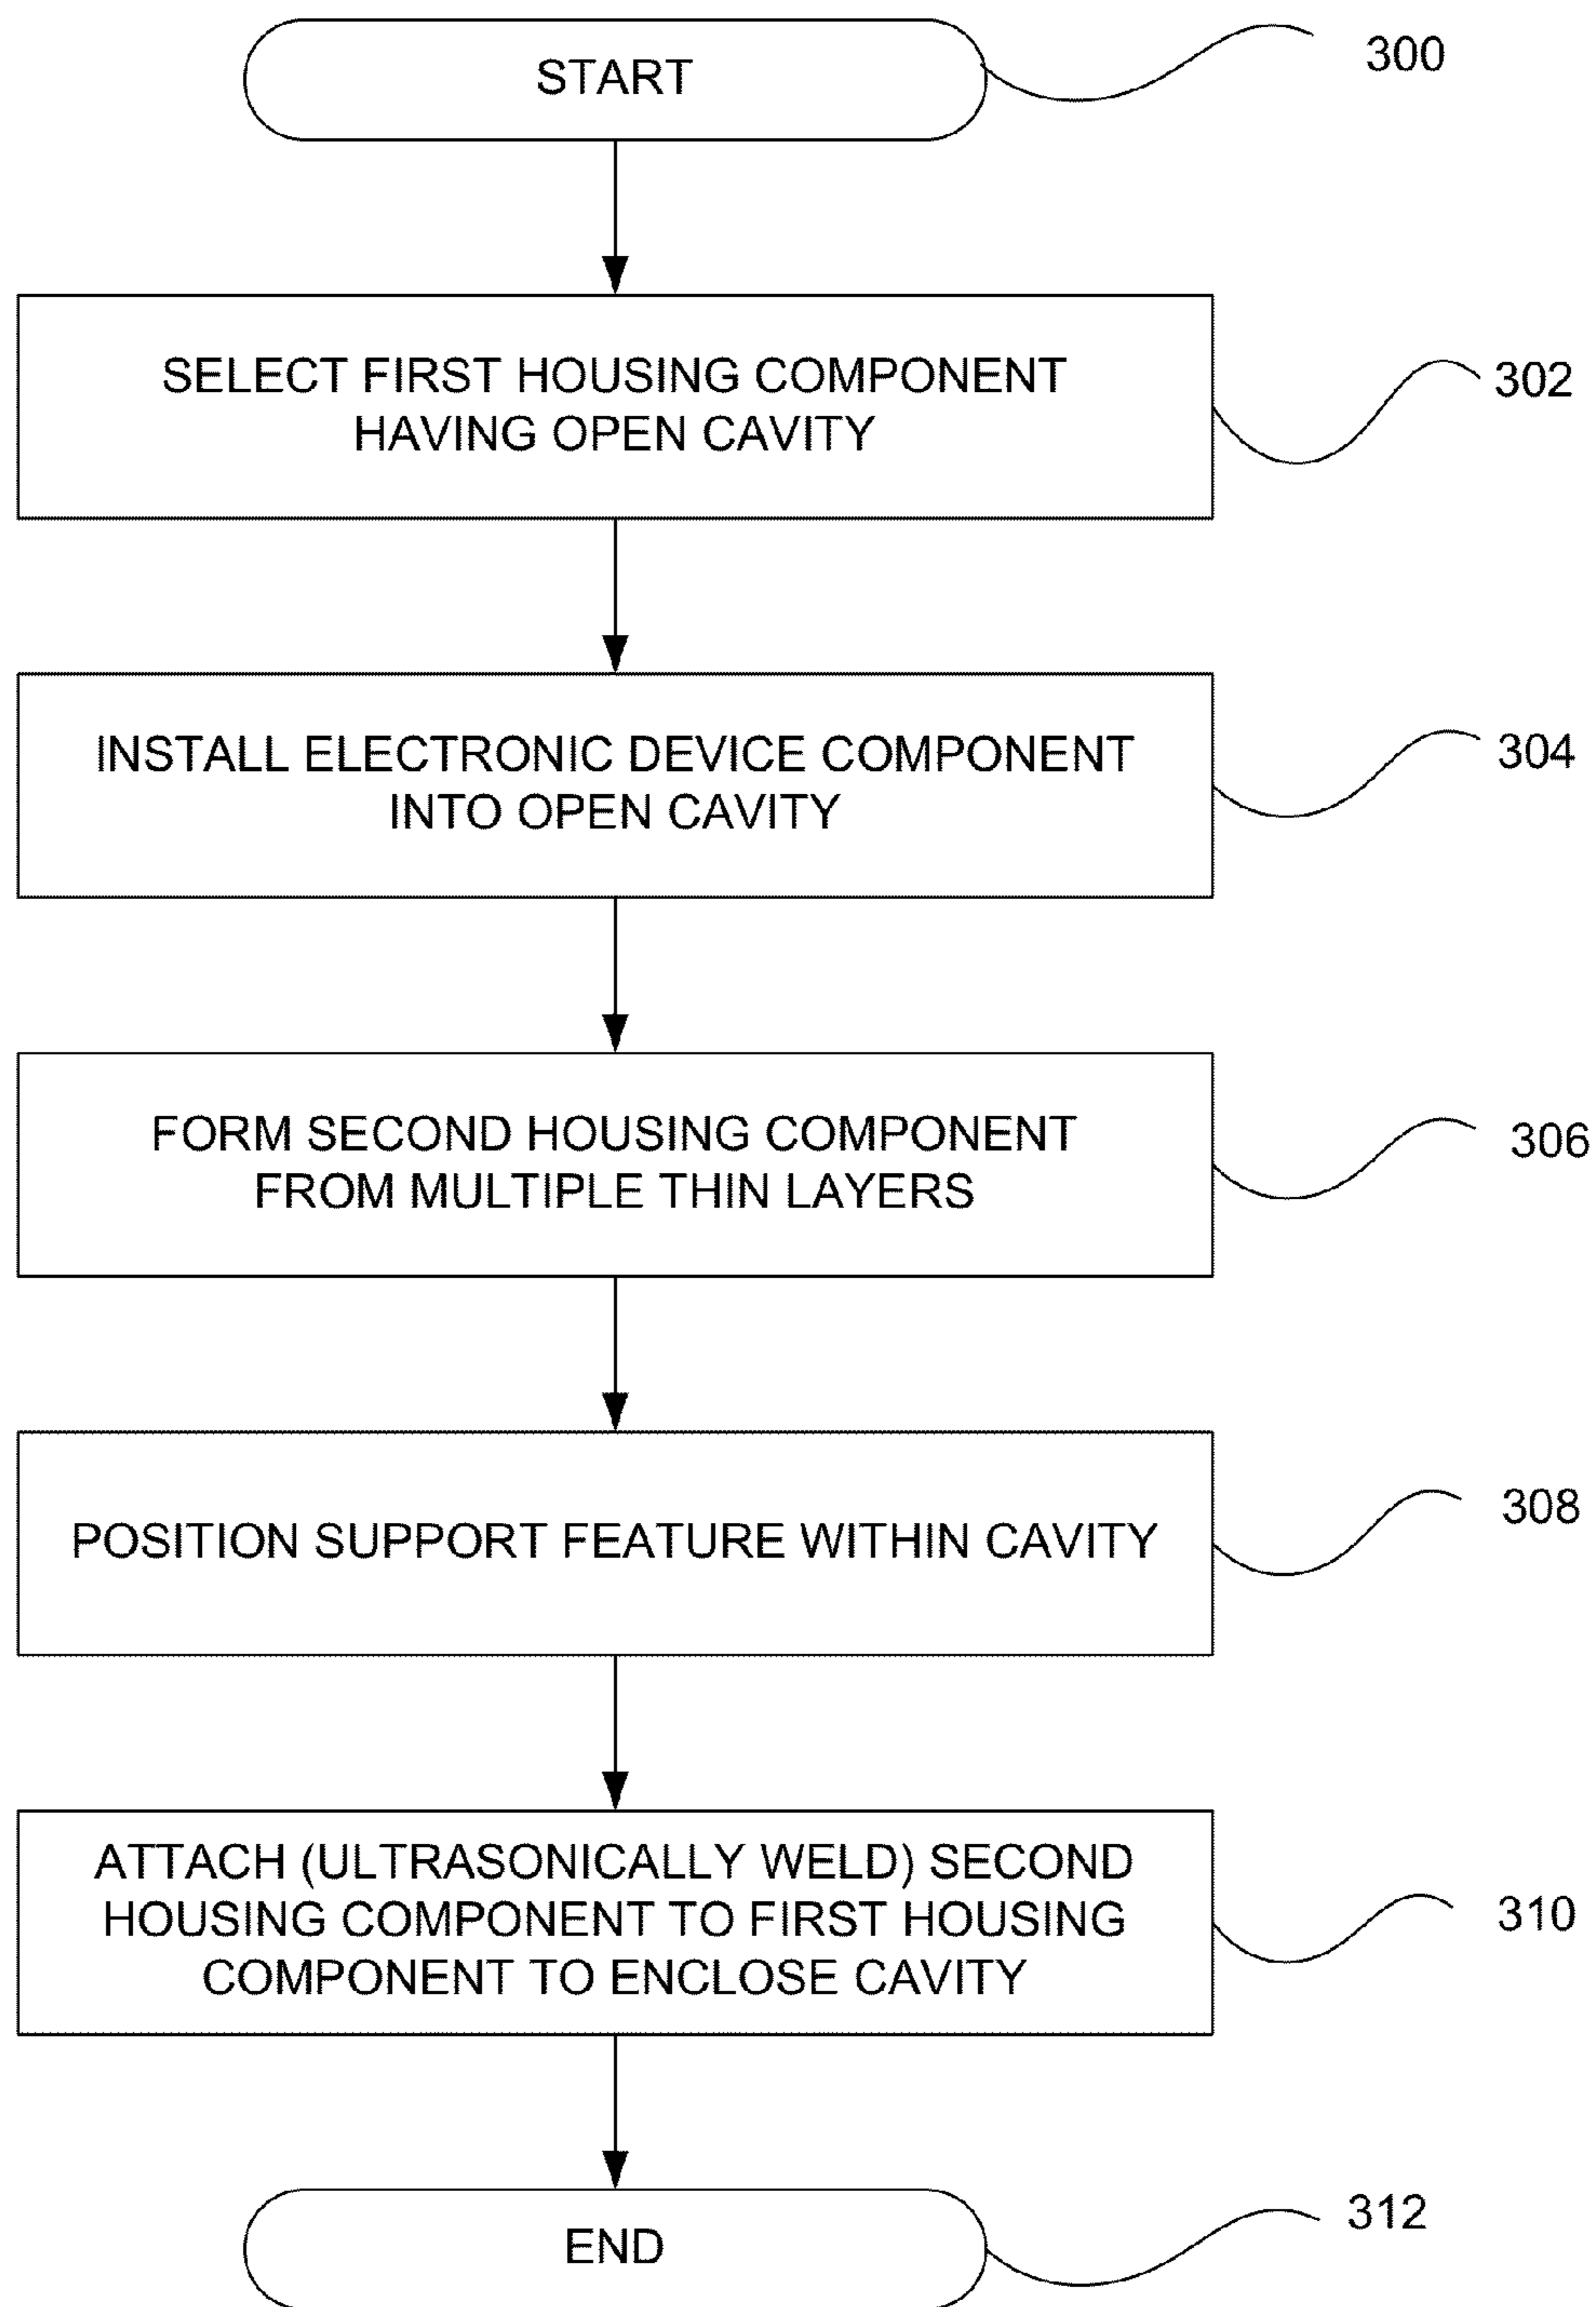 START
300
SELECT FIRST HOUSING COMPONENT
HAVING OPEN CAVITY
302
INSTALL ELECTRONIC DEVICE COMPONENT
INTO OPEN CAVITY
304
FORM SECOND HOUSING COMPONENT
FROM MULTIPLE THIN LAYERS
306
POSITION SUPPORT FEATURE WITHIN CAVITY
308
ATTACH (ULTRASONICALLY WELD) SECOND
HOUSING COMPONENT TO FIRST HOUSING
COMPONENT TO ENCLOSE CAVITY
310
END
312